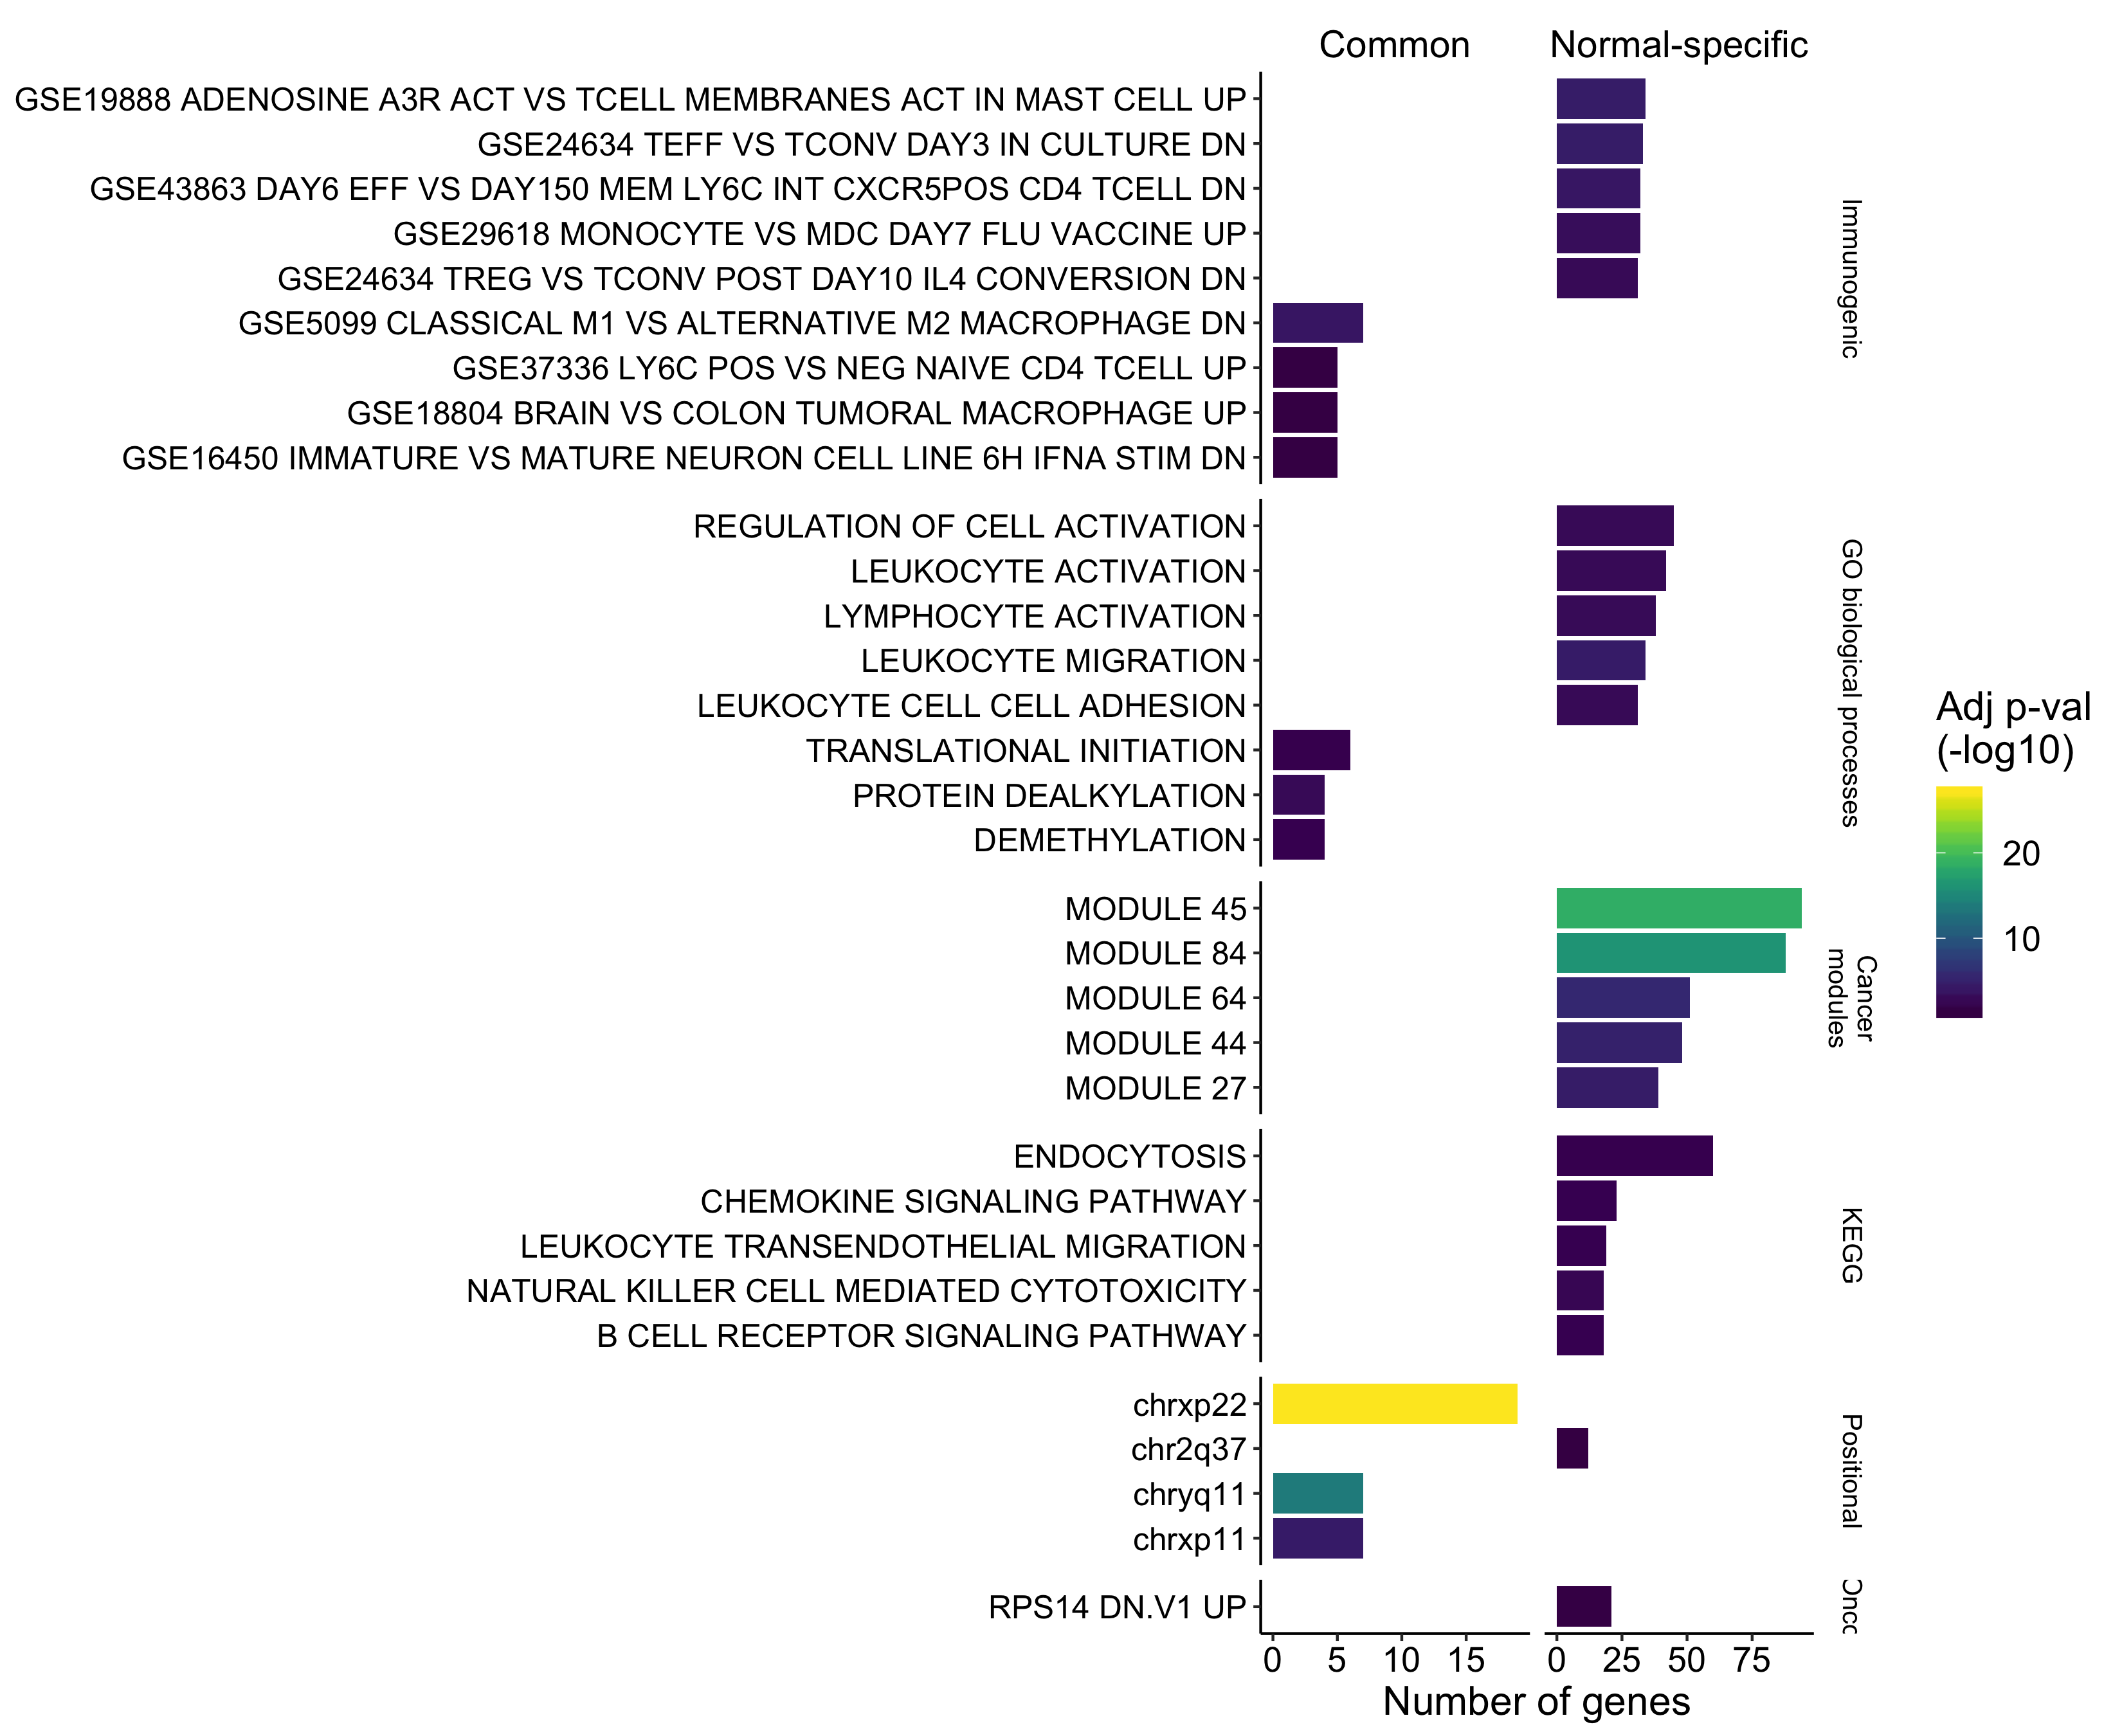 Common Normal-specific
GSE19888 ADENOSINE A3R ACT VS TCELL MEMBRANES ACT IN MAST CELL UP
GSE24634 TEFF VS TCONV DAY3 IN CULTURE DN
GSE43863 DAY6 EFF VS DAY150 MEM LY6C INT CXCR5POS CD4 TCELL DN
GSE29618 MONOCYTE VS MDC DAY7 FLU VACCINE UP
GSE24634 TREG VS TCONV POST DAY10 IL4 CONVERSION DN
GSE5099 CLASSICAL M1 VS ALTERNATIVE M2 MACROPHAGE DN
GSE37336 LY6C POS VS NEG NAIVE CD4 TCELL UP
GSE18804 BRAIN VS COLON TUMORAL MACROPHAGE UP
GSE16450 IMMATURE VS MATURE NEURON CELL LINE 6H IFNA STIM DN
Immunogenic
REGULATION OF CELL ACTIVATION
LEUKOCYTE ACTIVATION
LYMPHOCYTE ACTIVATION
LEUKOCYTE MIGRATION
LEUKOCYTE CELL CELL ADHESION
TRANSLATIONAL INITIATION
PROTEIN DEALKYLATION
DEMETHYLATION
GO biological processes
MODULE 45
MODULE 84
MODULE 64
MODULE 44
MODULE 27
Cancer
modules
ENDOCYTOSIS
CHEMOKINE SIGNALING PATHWAY
LEUKOCYTE TRANSENDOTHELIAL MIGRATION
NATURAL KILLER CELL MEDIATED CYTOTOXICITY
B CELL RECEPTOR SIGNALING PATHWAY
KEGG
chrxp22
chr2q37
chryq11
chrxp11
Positional
RPS14 DN.V1 UP
0 5 10 15 0 25 50 75
Number of genes
Adj p-val
(-log10)
20
10